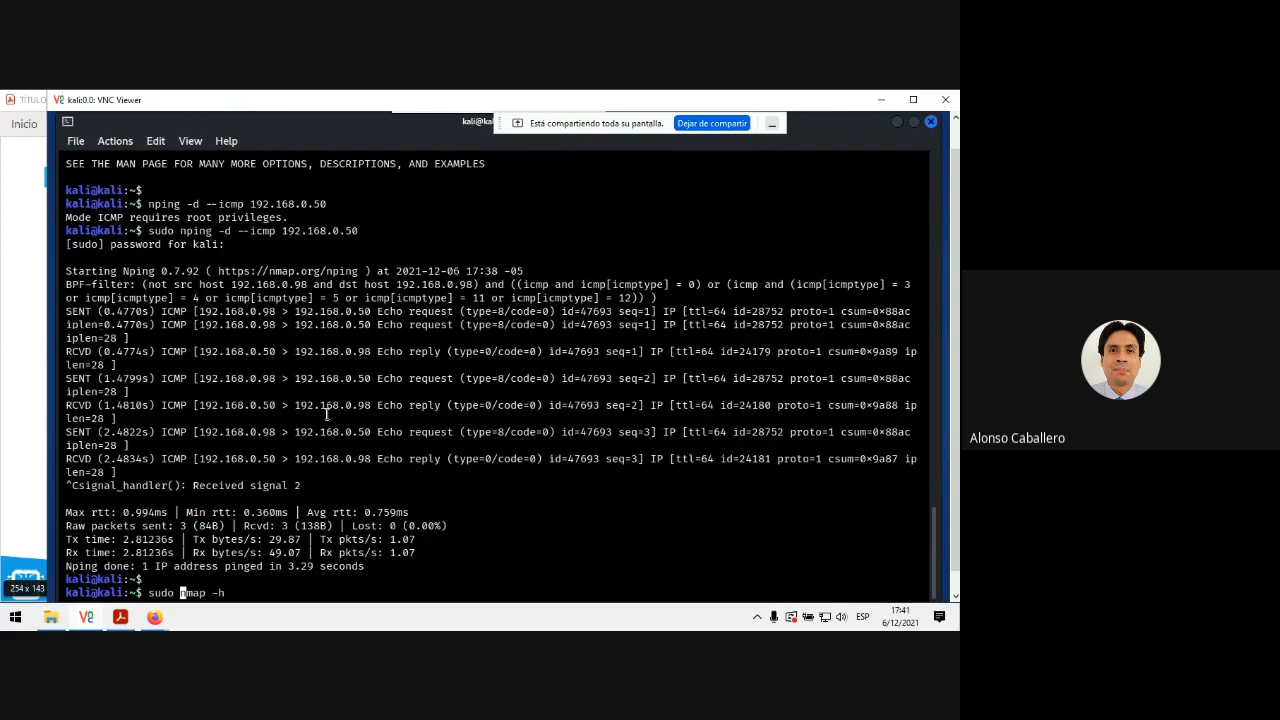 TÍTULO
kali:0.0: VNC Viewer
Inicio
kali@kal
Está compartiendo toda su pantalla.
Dejar de compartir
File Actions Edit View Help
SEE THE MAN PAGE FOR MANY MORE OPTIONS, DESCRIPTIONS, AND EXAMPLES
kali@kali:~$
kali@kali:~$ nping -d --icmp 192.168.0.50
Mode ICMP requires root privileges.
kali@kali:~$ sudo nping -d --icmp 192.168.0.50
[sudo] password for kali:
Starting Nping 0.7.92 ( https://nmap.org/nping ) at 2021-12-06 17:38 -05
BPF-filter: (not src host 192.168.0.98 and dst host 192.168.0.98) and ((icmp and icmp[icmptype] = 0) or (icmp and (icmp[icmptype] = 3
or icmp[icmptype] = 4 or icmp[icmptype] = 5 or icmp[icmptype] = 11 or icmp[icmptype] = 12)) )
SENT (0.4770s) ICMP [192.168.0.98 > 192.168.0.50 Echo request (type=8/code=0) id=47693 seq=1] IP [ttl=64 id=28752 proto=1 csum=0×88ac
iplen=0.4770s) ICMP [192.168.0.98 > 192.168.0.50 Echo request (type=8/code=0) id=47693 seq=1] IP [ttl=64 id=28752 proto=1 csum=0×88ac
iplen=28 ]
RCVD (0.4774s) ICMP [192.168.0.50 > 192.168.0.98 Echo reply (type=0/code=0) id=47693 seq=1] IP [ttl=64 id=24179 proto=1 csum=0×9a89 ip
len=28 ]
SENT (1.4799s) ICMP [192.168.0.98 > 192.168.0.50 Echo request (type=8/code=0) id=47693 seq=2] IP [ttl=64 id=28752 proto=1 csum=0×88ac
iplen=28 ]
RCVD (1.4810s) ICMP [192.168.0.50 > 192.168.0.98 Echo reply (type=0/code=0) id=47693 seq=2] IP [ttl=64 id=24180 proto=1 csum=0×9a88 ip
len=28 ]
SENT (2.4822s) ICMP [192.168.0.98 > 192.168.0.50 Echo request (type=8/code=0) id=47693 seq=3] IP [ttl=64 id=28752 proto=1 csum=0×88ac
iplen=28 ]
RCVD (2.4834s) ICMP [192.168.0.50 > 192.168.0.98 Echo reply (type=0/code=0) id=47693 seq=3] IP [ttl=64 id=24181 proto=1 csum=0×9a87 ip
len=28 ]
^Csignal_handler(): Received signal 2
Max rtt: 0.994ms | Min rtt: 0.360ms | Avg rtt: 0.759ms
Raw packets sent: 3 (84B) | Rcvd: 3 (138B) | Lost: 0 (0.00%)
Tx time: 2.81236s | Tx bytes/s: 29.87 | Tx pkts/s: 1.07
Rx time: 2.81236s | Rx bytes/s: 49.07 | Rx pkts/s: 1.07
Nping done: 1 IP address pinged in 3.29 seconds
kali@kali:~$
kali@kali:~$ sudo nmap -h
254 x 143
ESP
17:41
6/12/2021
Alonso Caballero